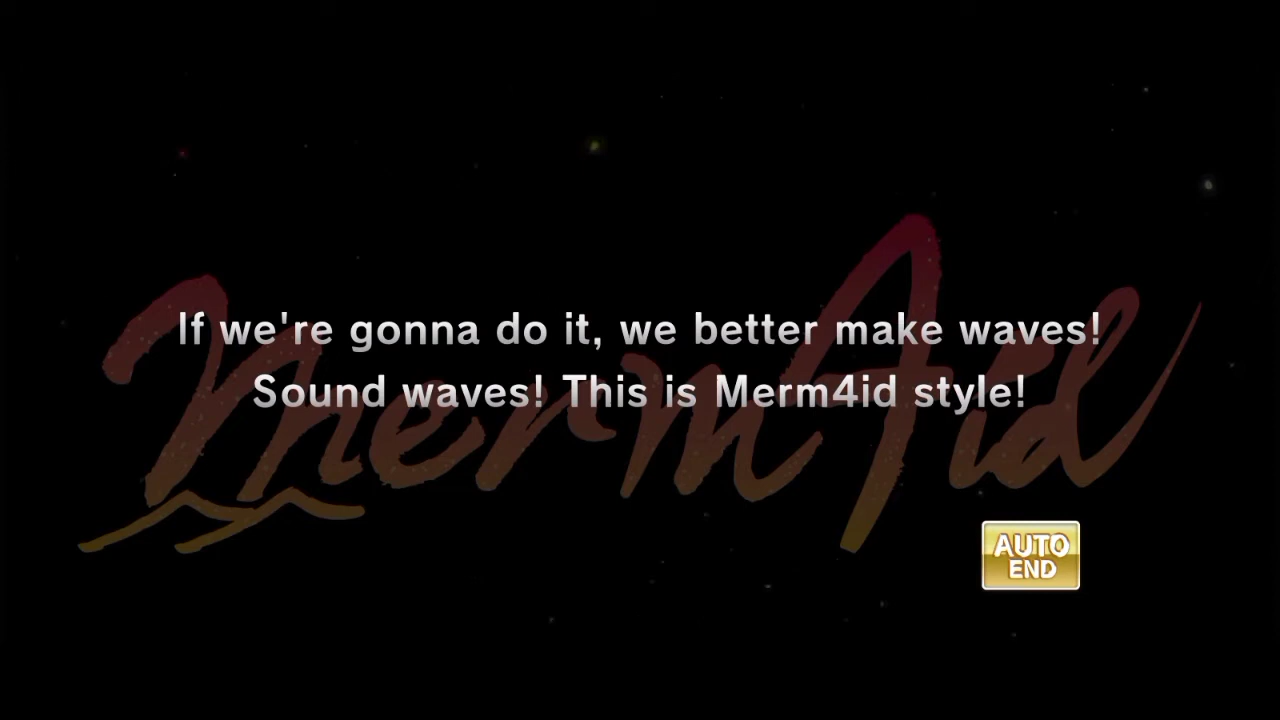 If we're gonna do it, we better make waves!
Sound waves! This is Merm4id style!
Merm4id
AUTO
END